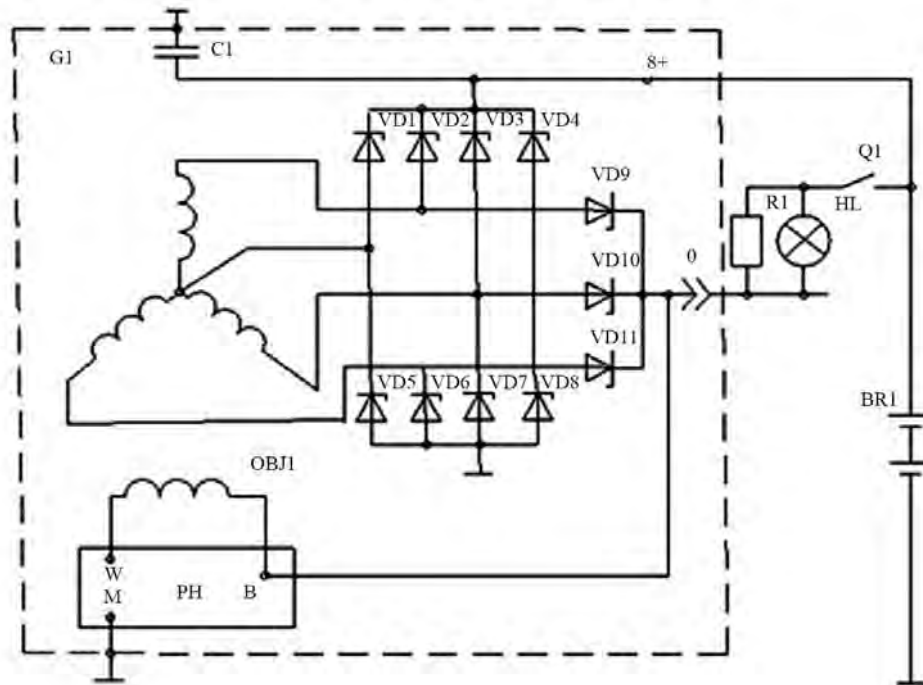 G1
C1
8+
VD1 VD2 VD3 VD4
Q1
VD9
R1 HL
0
VD10
VD11
VD5 VD6 VD7 VD8
BR1
OBJ1
W
M PH B